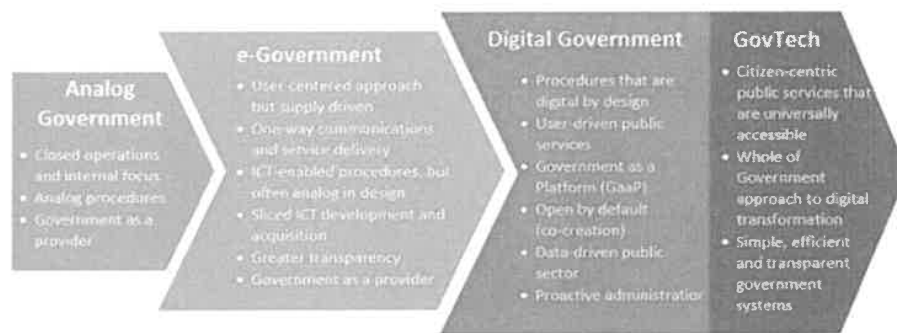 Analog
Government
• Closed operations
and internal focus
• Analog procedures
• Government as a
provider
e-Government
• User-centered approach
but supply driven
• One-way communications
and service delivery
• ICT-enabled procedures, but
often analog in design
• Sliced ICT development and
acquisition
• Greater transparency
• Government as a provider
Digital Government
• Procedures that are
digital by design
• User-driven public
services
• Government as a
Platform (GaaP)
• Open by default
(co-creation)
• Data-driven public
sector
• Proactive administration
GovTech
• Citizen-centric
public services that
are universally
accessible
• Whole of
Government
approach to digital
transformation
• Simple, efficient
and transparent
government
systems